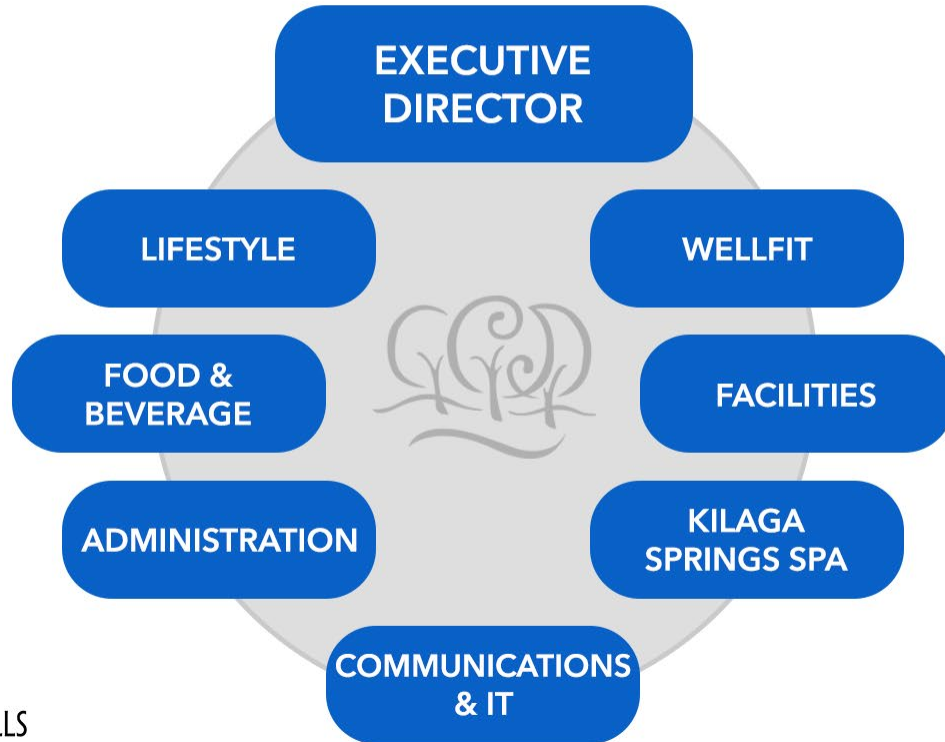 EXECUTIVE
DIRECTOR
LIFESTYLE
WELLFIT
FOOD &
BEVERAGE
FACILITIES
ADMINISTRATION
KILAGA
SPRINGS SPA
COMMUNICATIONS
& IT